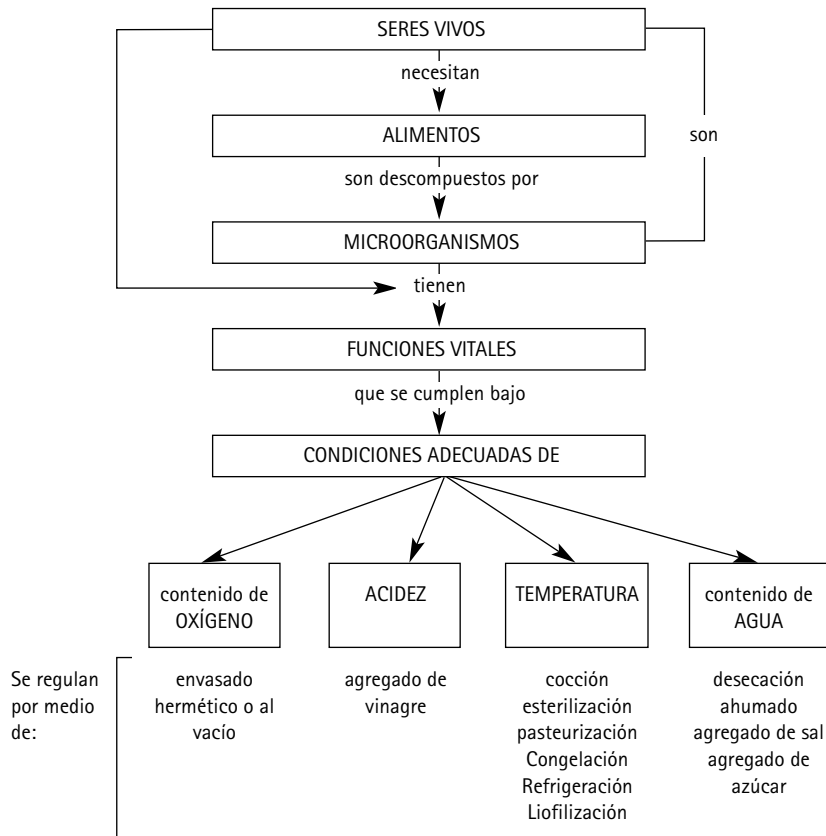 SERES VIVOS
necesitan
ALIMENTOS
son
son descompuestos por
MICROORGANISMOS
tienen
FUNCIONES VITALES
que se cumplen bajo
CONDICIONES ADECUADAS DE
contenido de
OXÍGENO
ACIDEZ
TEMPERATURA
contenido de
AGUA
Se regulan
por medio
de:
envasado
hermético o al
vacío
agregado de
vinagre
cocción
esterilización
pasteurización
Congelación
Refrigeración
Liofilización
desecación
ahumado
agregado de sal
agregado de
azúcar